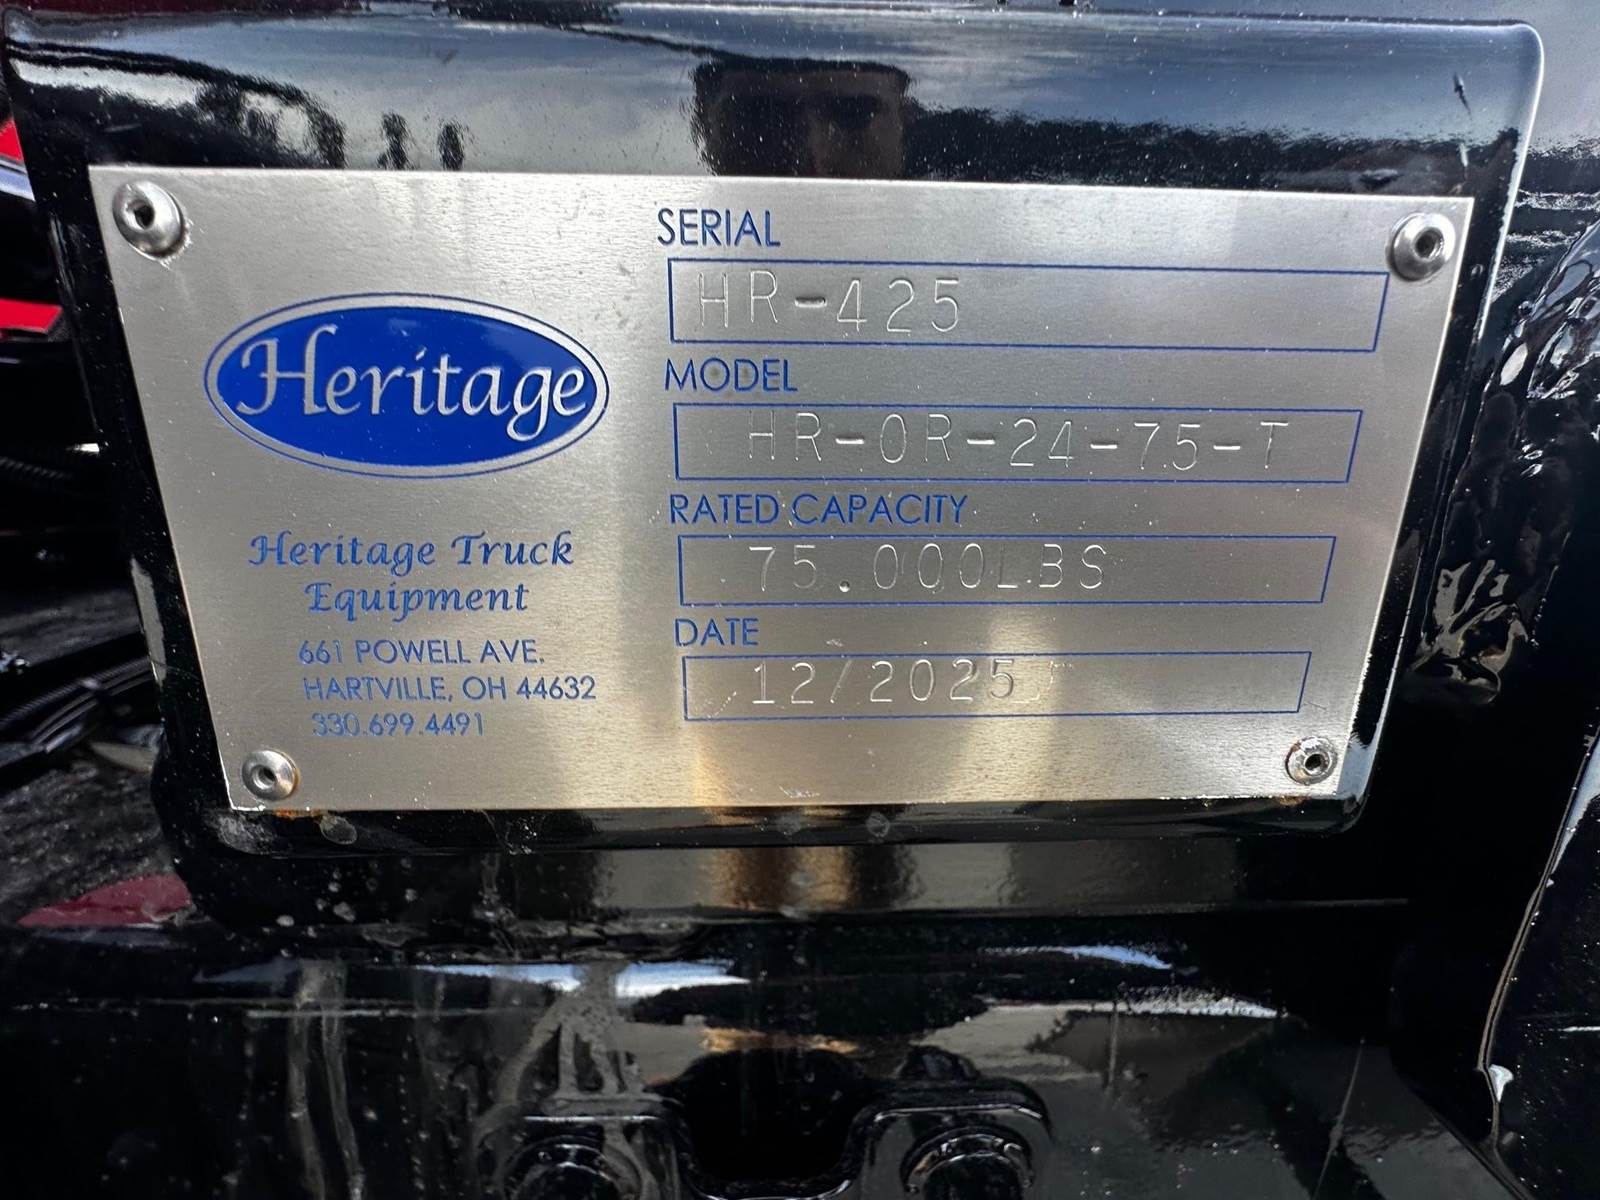 SERIAL
HR-425
MODEL
HR-OR-24-75-T
RATED CAPACITY
75.000LBS
DATE
12/2025
Heritage
Heritage Truck
Equipment
661 POWELL AVE.
HARTVILLE, OH 44632
330.699.4491